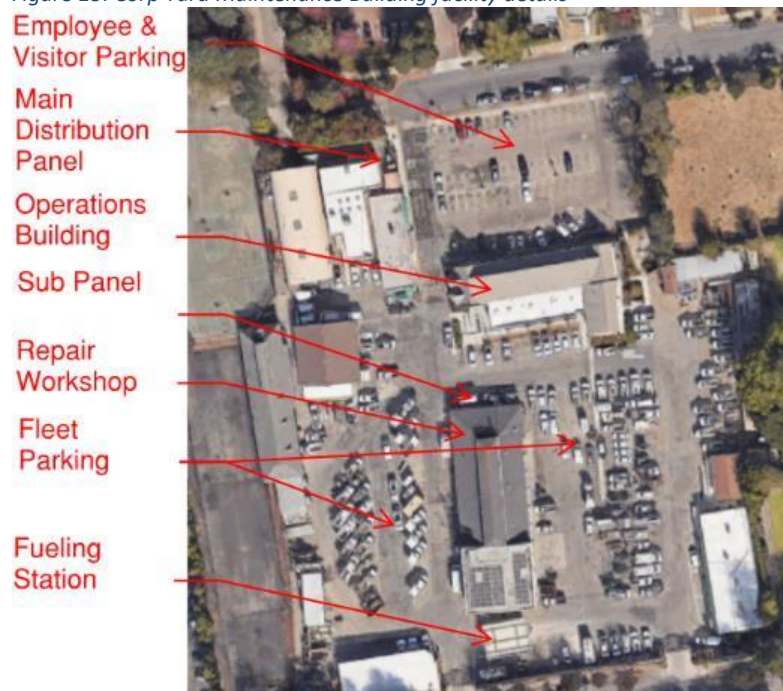 Employee &
Visitor Parking
Main
Distribution
Panel
Operations
Building
Sub Panel
Repair
Workshop
Fleet
Parking
Fueling
Station